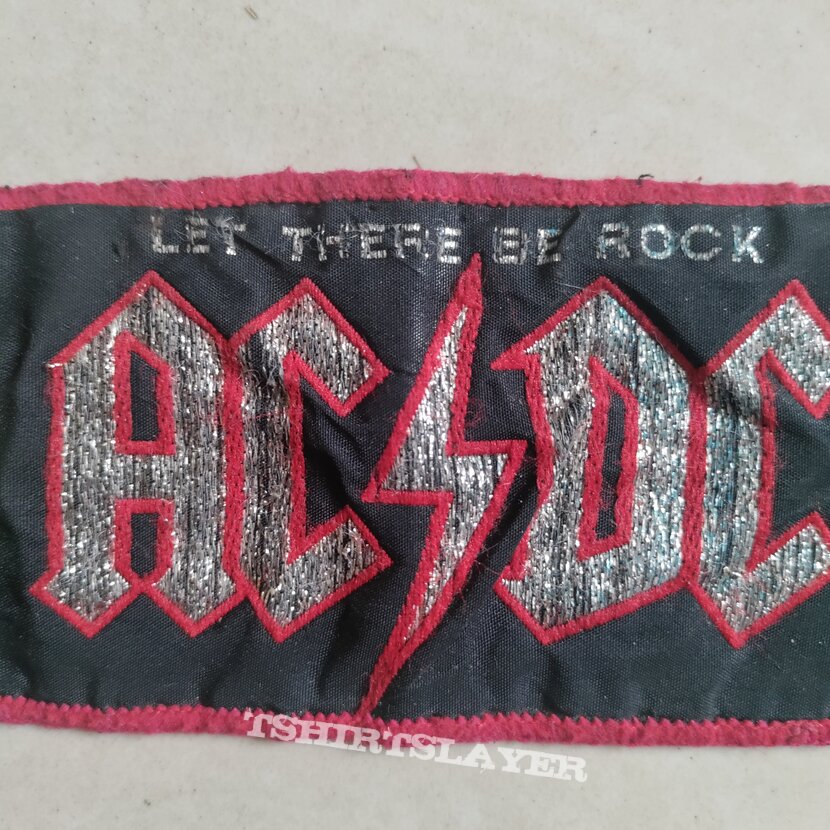 LET THERE BE ROCK
AC⚡DC
TSHIRTSLAYER